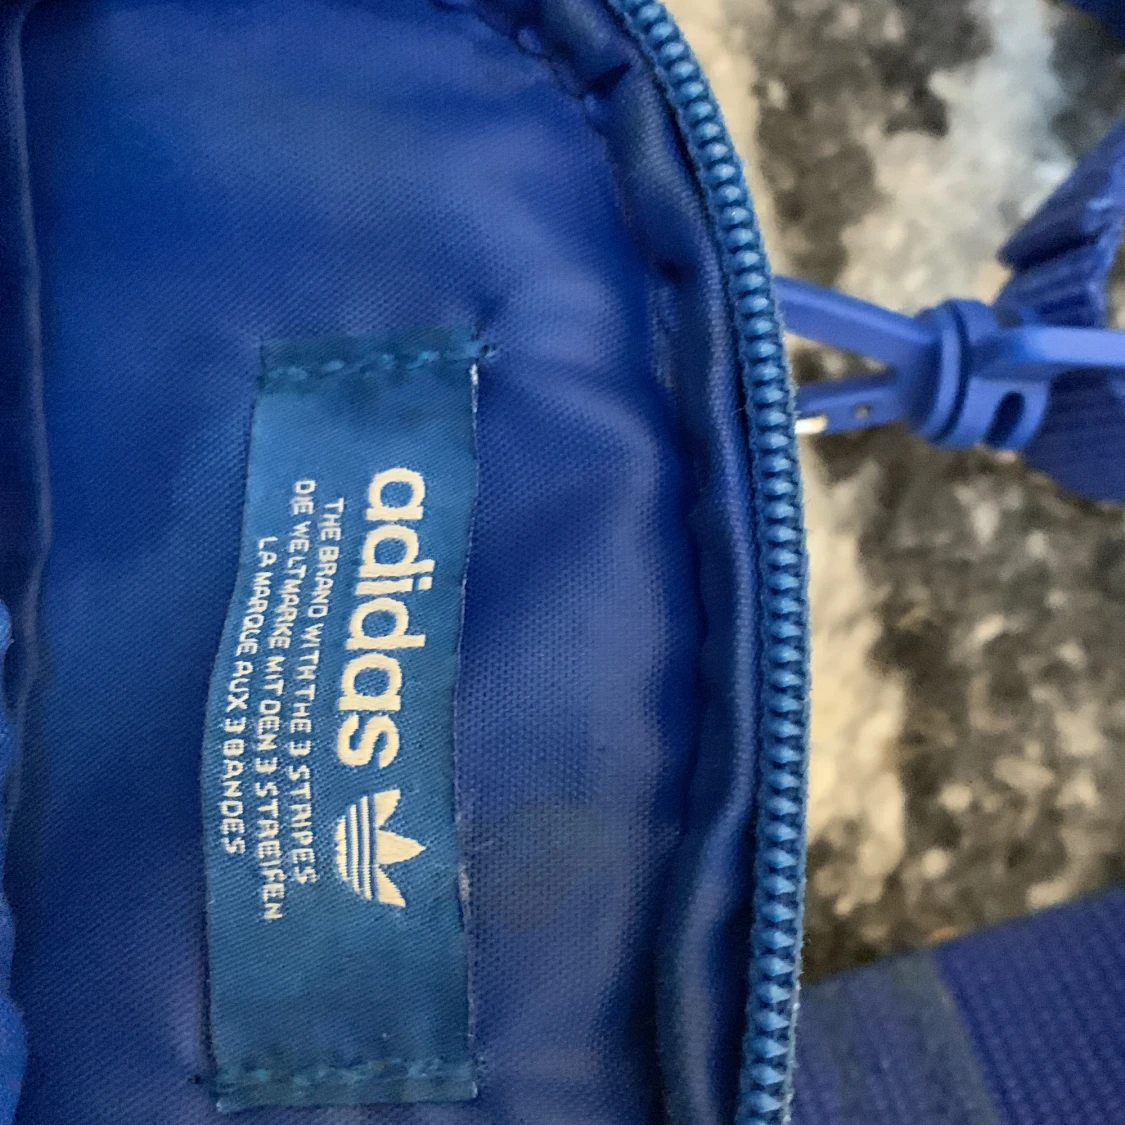 adidas
THE BRAND WITH THE 3 STRIPES
DIE WELTMARKE MIT DEN 3 STREIFEN
LA MARQUE AUX 3 BANDES